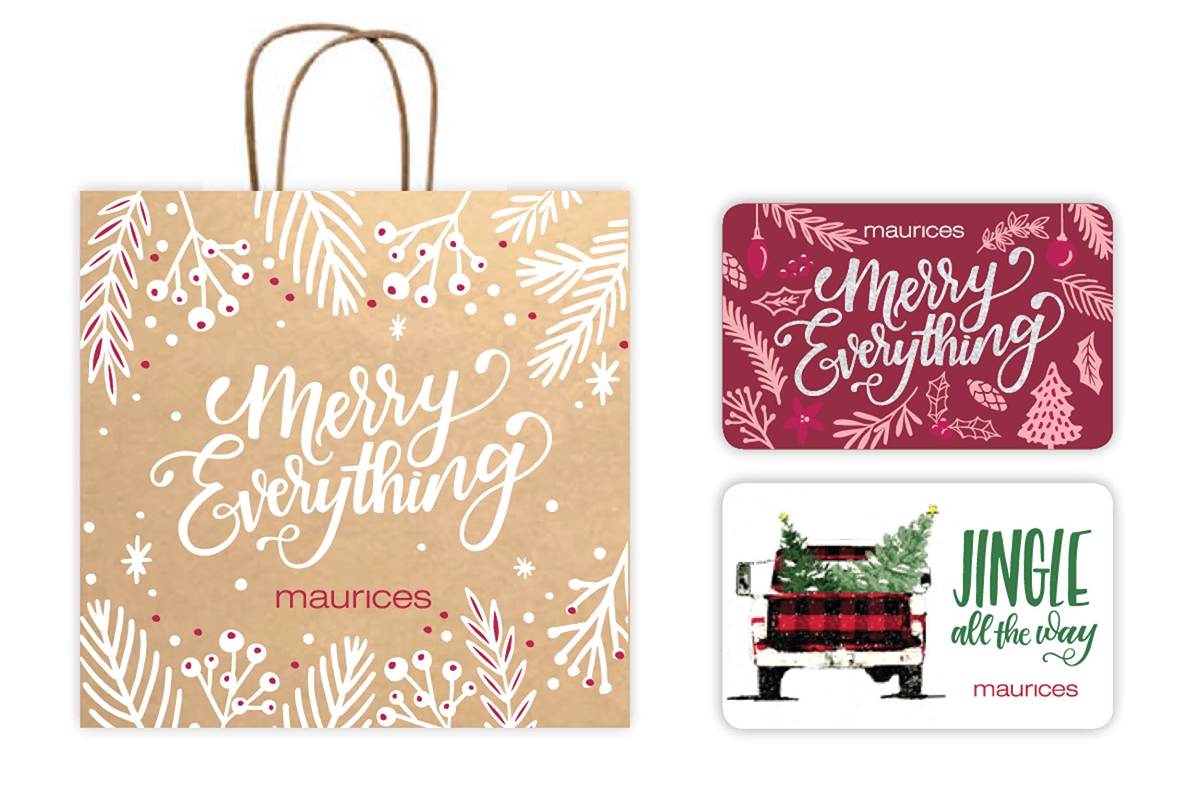 Merry
Everything
maurices
maurices
Merry
Everything
JINGLE
all the way
maurices